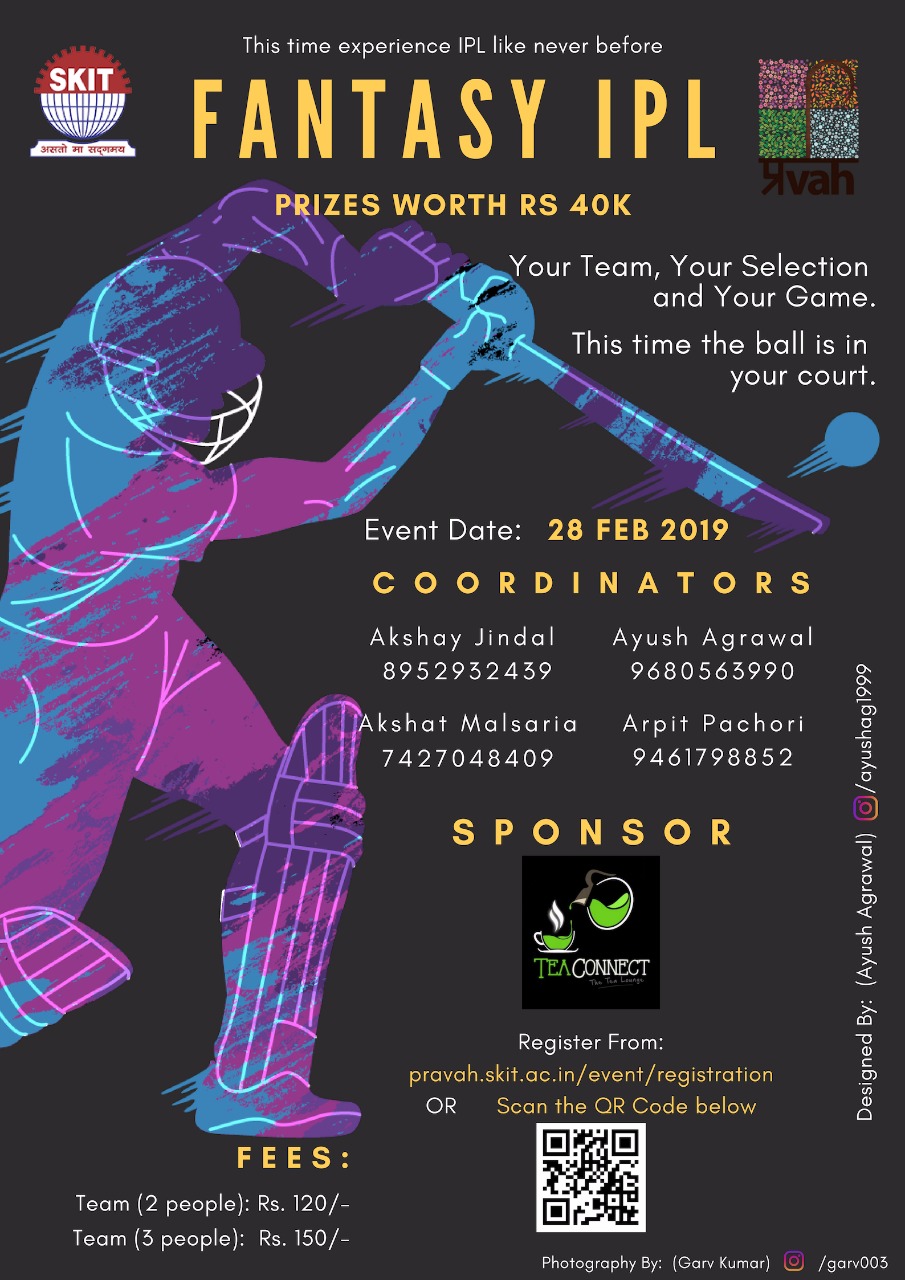 This time experience IPL like never before
SKIT
असतो मा सद्गमय
FANTASY IPL
प्रvah
PRIZES WORTH RS 40K
Your Team, Your Selection
and Your Game.
This time the ball is in
your court.
Event Date: 28 FEB 2019
COORDINATORS
Akshay Jindal Ayush Agrawal
8952932439 9680563990
Akshat Malsaria Arpit Pachori
7427048409 9461798852
SPONSOR
TEACONNECT
The Tea Lounge
Register From:
pravah.skit.ac.in/event/registration
OR Scan the QR Code below
FEES:
Team (2 people): Rs. 120/-
Team (3 people): Rs. 150/-
Designed By: (Ayush Agrawal) /ayushag1999
Photography By: (Garv Kumar) /garv003